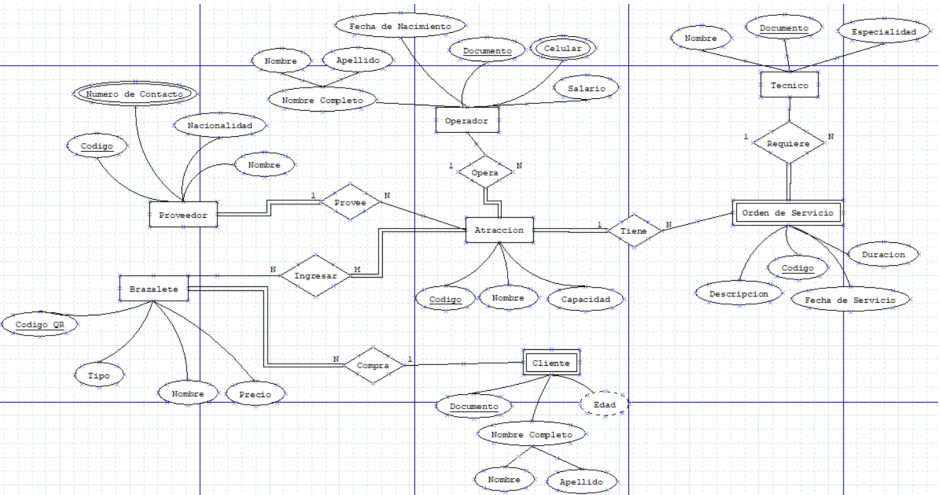 Fecha de Nacimiento
Documento
Celular
Salario
Nombre
Apellido
Nombre Completo
Operador
Nombre
Documento
Especialidad
Tecnico
Numero de Contacto
Nacionalidad
Codigo
Nombre
Proveedor
1
Provee
N
1
Opera
N
1
Requiere
N
Atraccion
1
Tiene
N
Orden de Servicio
Codigo
Nombre
Capacidad
Descripcion
Codigo
Duracion
Fecha de Servicio
Brazalete
N
Ingresar
M
Codigo QR
Tipo
Nombre
Precio
N
Compra
1
Cliente
Documento
Edad
Nombre Completo
Nombre
Apellido